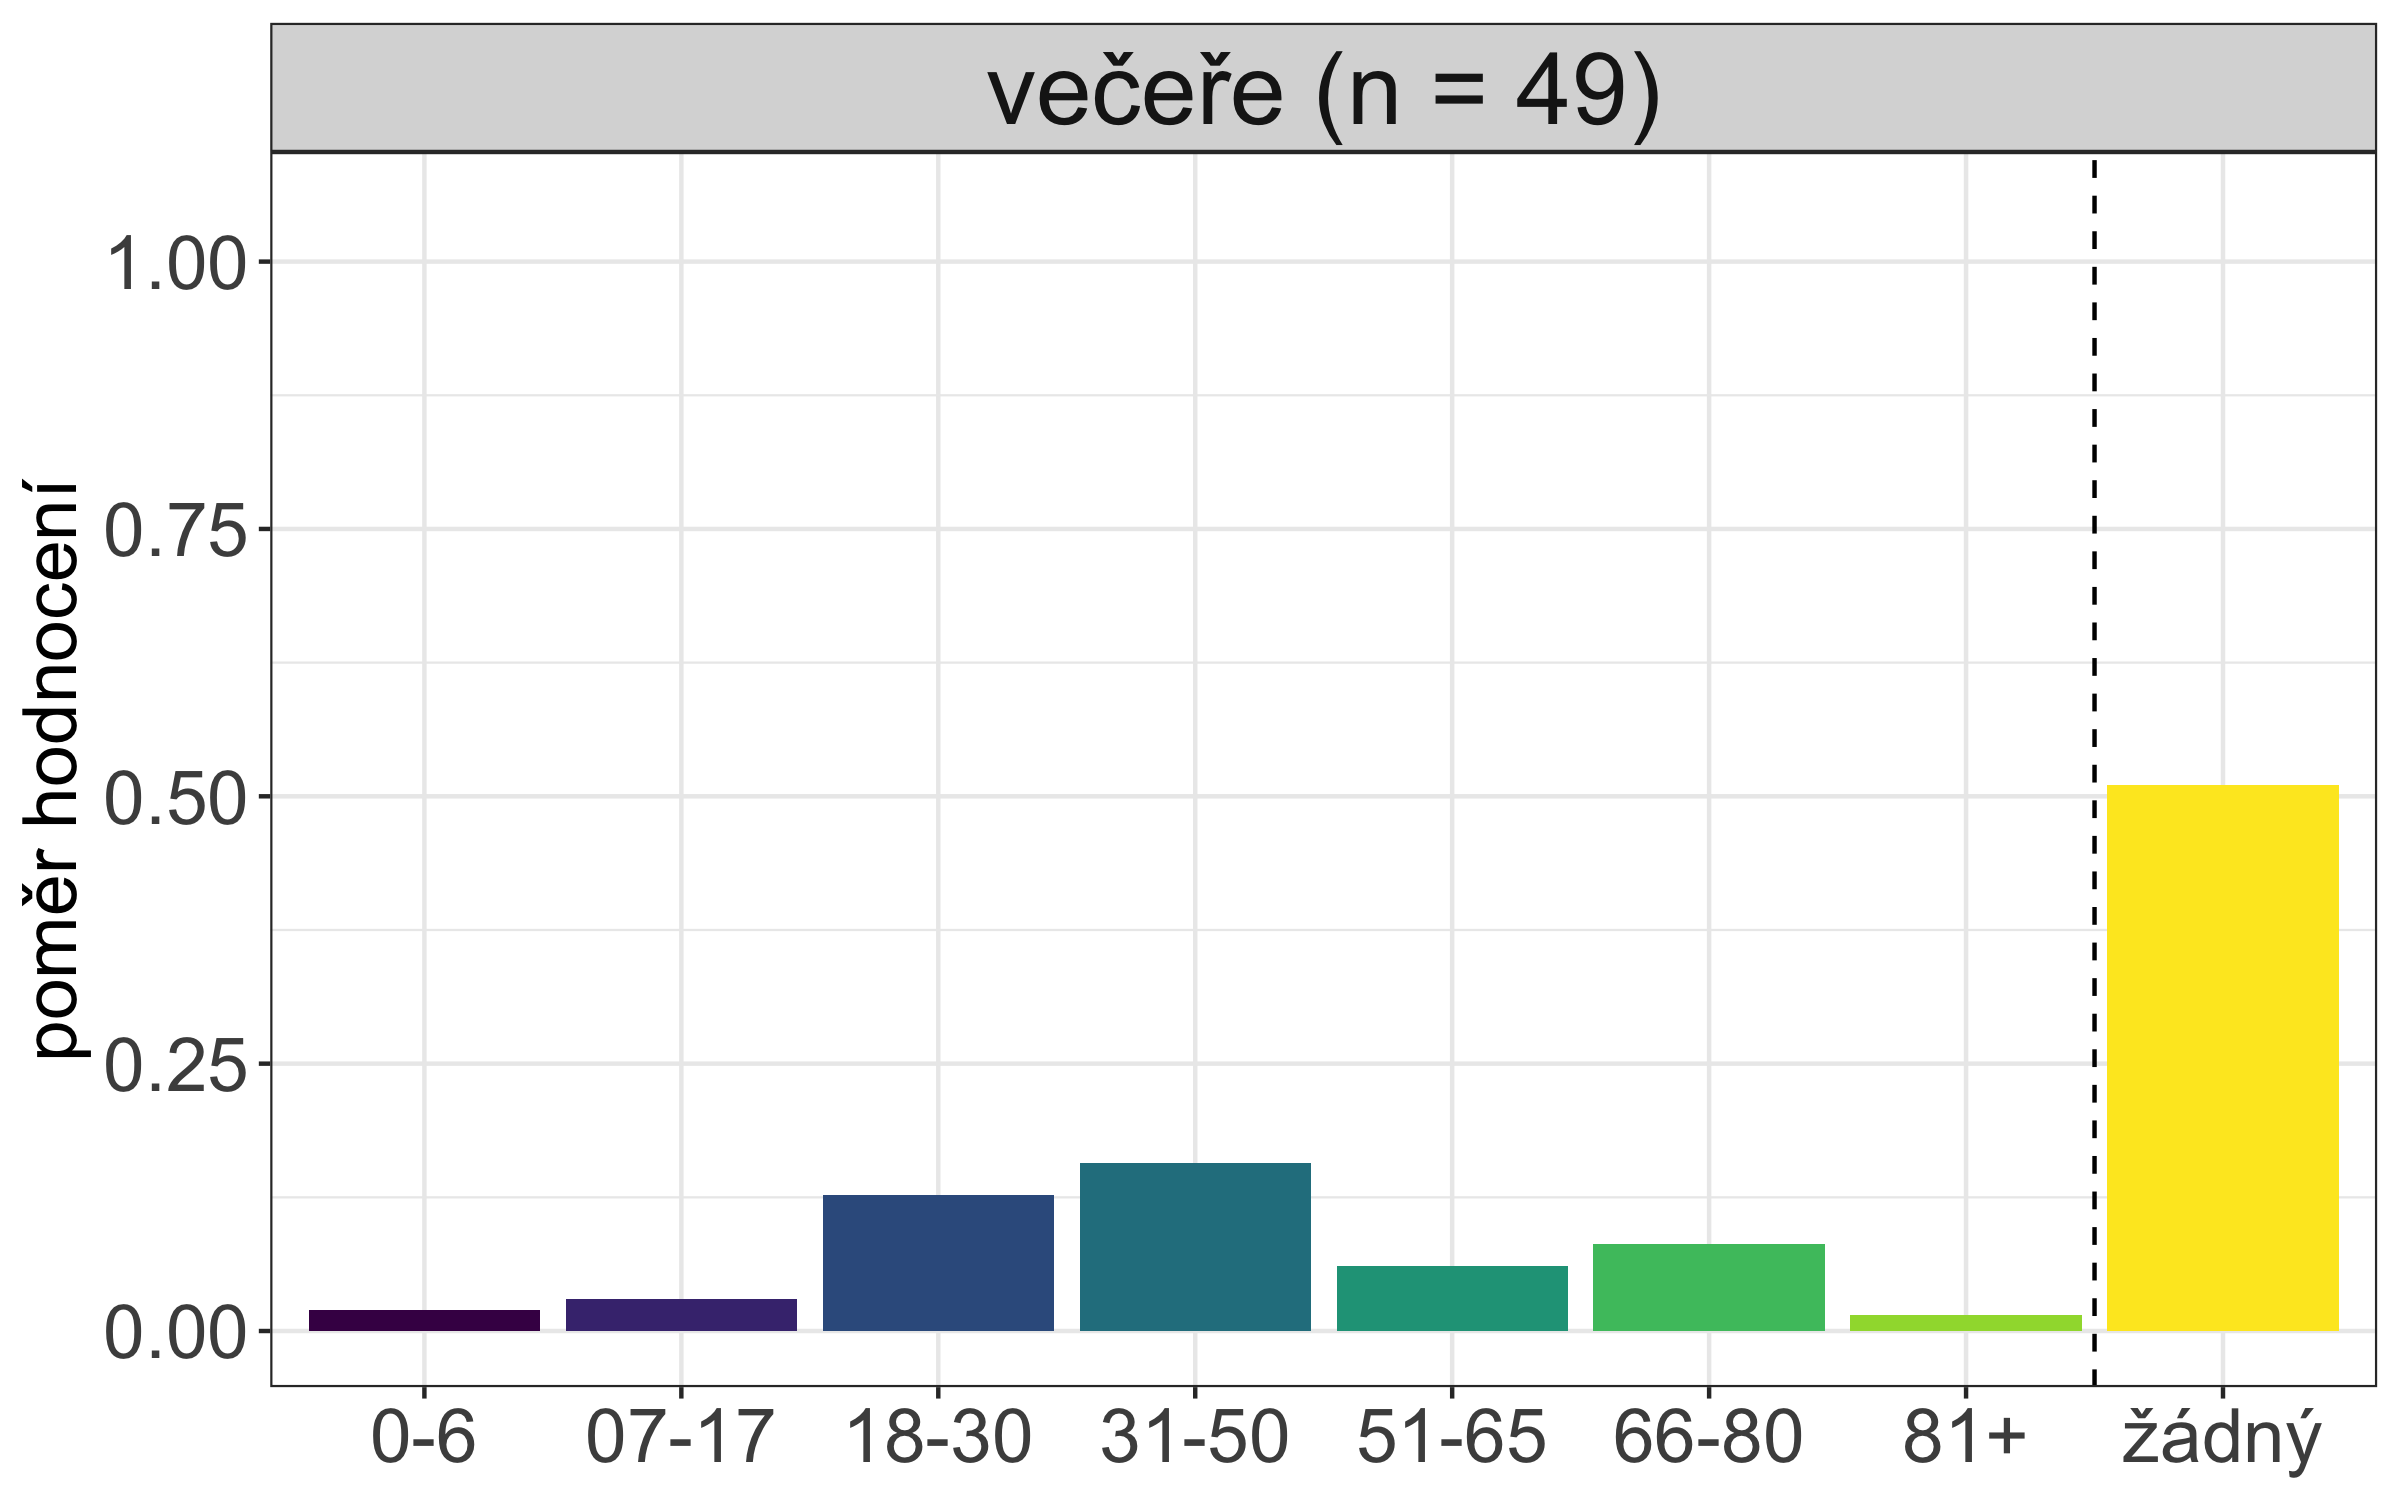 večeře (n = 49)
poměr hodnocení
1.00
0.75
0.50
0.25
0.00
0-6 07-17 18-30 31-50 51-65 66-80 81+ žádný